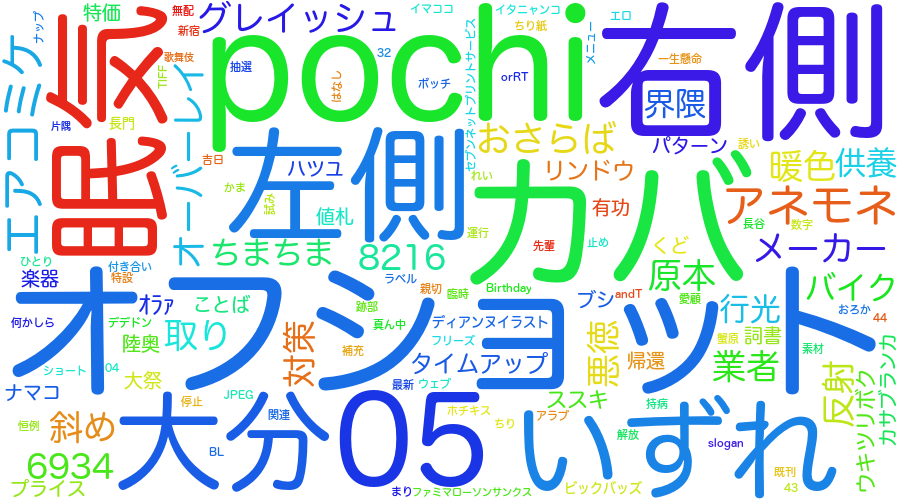 特価
無配
グレイッシュ
イマココ
イタニャンコ
ちり紙
エロ
ナップ
新宿
歌舞伎
エアコミケ
眠気
TIFF
抽選
はなし
32
ポッチ
orRT
pochi
メニュー
一生懸命
右側
界隈
片隅
長門
オーバーレイ
セブンネットプリントサービス
おさらば
パターン
誘い
左側
吉日
ハツユ
カバ
リンドウ
暖色
供養
かま
試み
値札
れい
有功
アネモネ
長谷
数字
ちまちま
8216
運行
先輩
止め
くど
メーカー
ひとり
付き合い
楽器
特設
ラベル
親切
臨時
Birthday
原本
バイク
オフショット
ｵﾗｧ
ことば
跡部
真ん中
ディアンヌイラスト
ブシ
andT
愛顧
行光
おろか
何かしら
デデドン
陸奥
取り
対策
フリーズ
悪徳
蟹原
詞書
44
補充
タイムアップ
帰還
業者
素材
カサブランカ
ショート
04
大祭
最新
ウェブ
反射
ウキツリボク
ナマコ
JPEG
停止
大分
05
ススキ
持病
いずれ
恒例
斜め
関連
ホチキス
アラブ
ちり
解放
slogan
BL
6934
既刊
43
プライス
まり
ファミマローソンサンクス
ビックバッズ